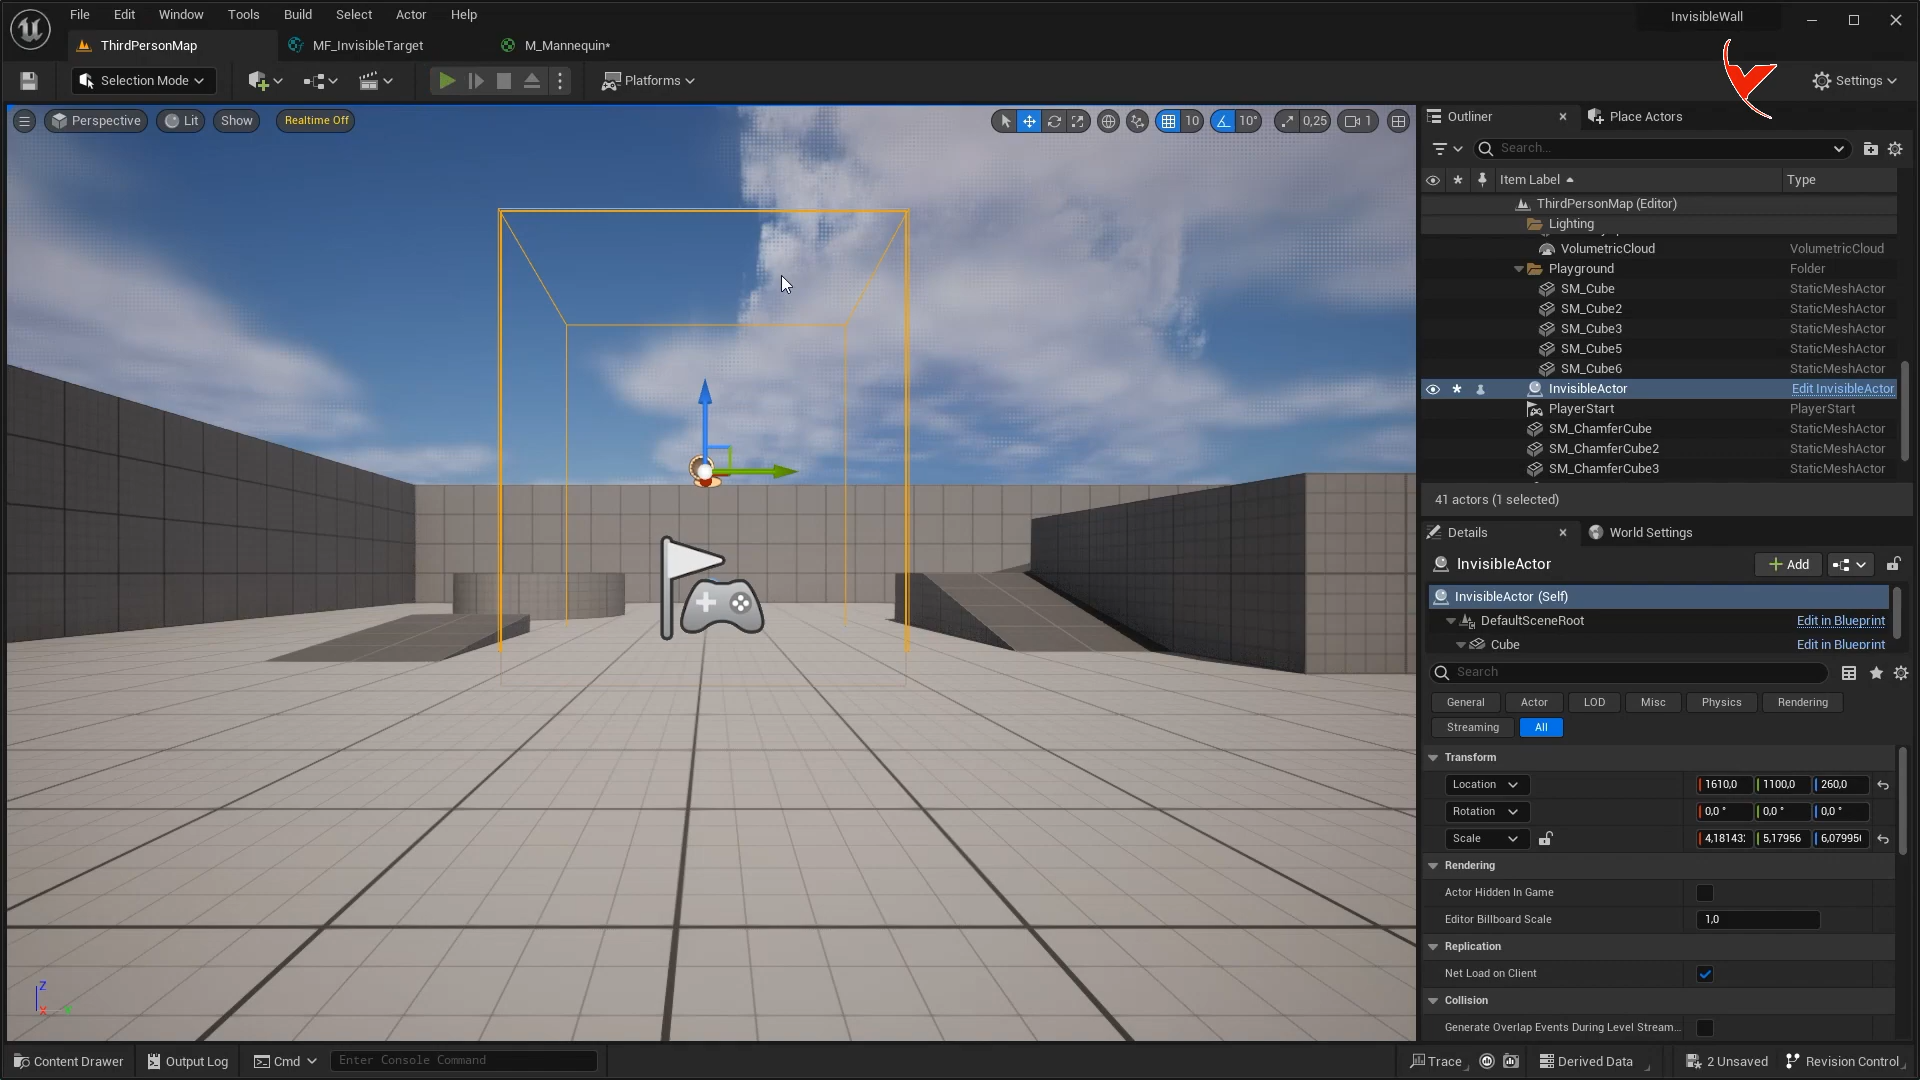 File Edit Window Tools Build Select Actor Help
InvisibleWall
ThirdPersonMap MF_InvisibleTarget M_Mannequin*
Selection Mode Platforms Settings
Perspective Lit Show Realtime Off 10 10° 0,25 1
Outliner Place Actors
Search...
Item Label Type
ThirdPersonMap (Editor)
Lighting
VolumetricCloud VolumetricCloud
Playground Folder
SM_Cube StaticMeshActor
SM_Cube2 StaticMeshActor
SM_Cube3 StaticMeshActor
SM_Cube5 StaticMeshActor
SM_Cube6 StaticMeshActor
InvisibleActor Edit InvisibleActor
PlayerStart PlayerStart
SM_ChamferCube StaticMeshActor
SM_ChamferCube2 StaticMeshActor
SM_ChamferCube3 StaticMeshActor
41 actors (1 selected)
Details World Settings
InvisibleActor Add
InvisibleActor (Self)
DefaultSceneRoot Edit in Blueprint
Cube Edit in Blueprint
Search
General Actor LOD Misc Physics Rendering
Streaming All
Transform
Location 1610,0 1100,0 260,0
Rotation 0,0 ° 0,0 ° 0,0 °
Scale 4,18143 5,17956 6,07995
Rendering
Actor Hidden In Game
Editor Billboard Scale 1,0
Replication
Net Load on Client
Collision
Generate Overlap Events During Level Stream...
Z
X
Content Drawer Output Log Cmd Enter Console Command Trace Derived Data 2 Unsaved Revision Control